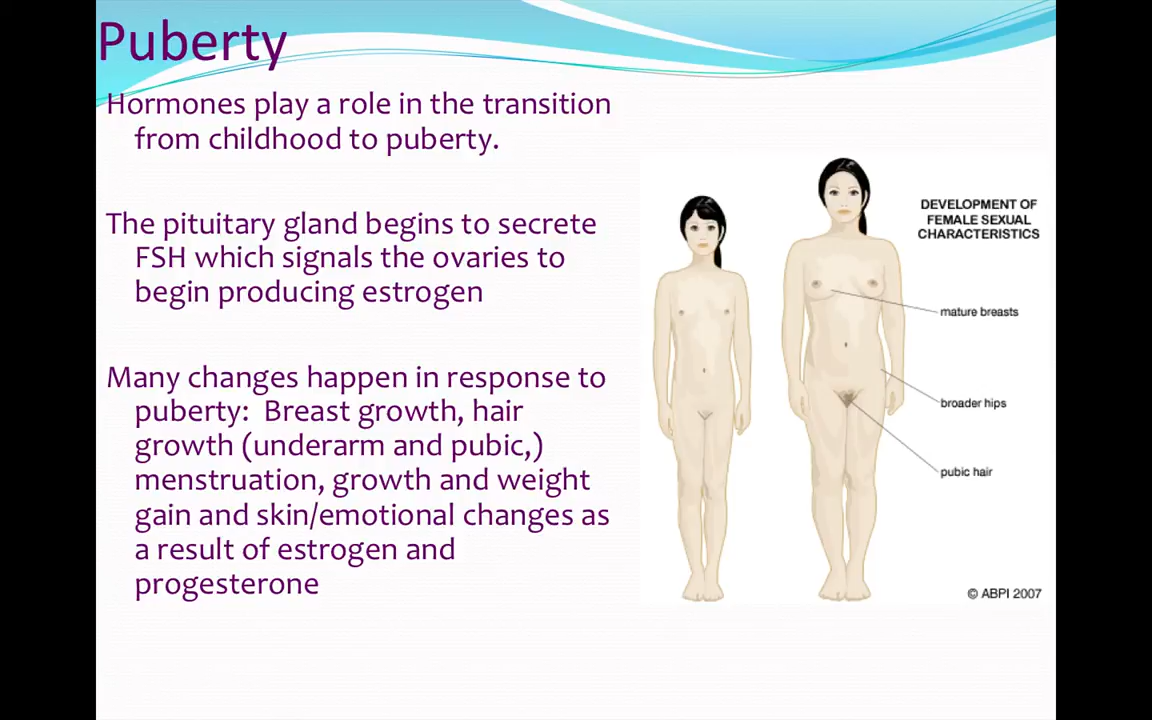 Puberty
Hormones play a role in the transition
from childhood to puberty.
The pituitary gland begins to secrete
FSH which signals the ovaries to
begin producing estrogen
Many changes happen in response to
puberty:  Breast growth, hair
growth (underarm and pubic,)
menstruation, growth and weight
gain and skin/emotional changes as
a result of estrogen and
progesterone
DEVELOPMENT OF
FEMALE SEXUAL
CHARACTERISTICS
mature breasts
broader hips
pubic hair
© ABPI 2007